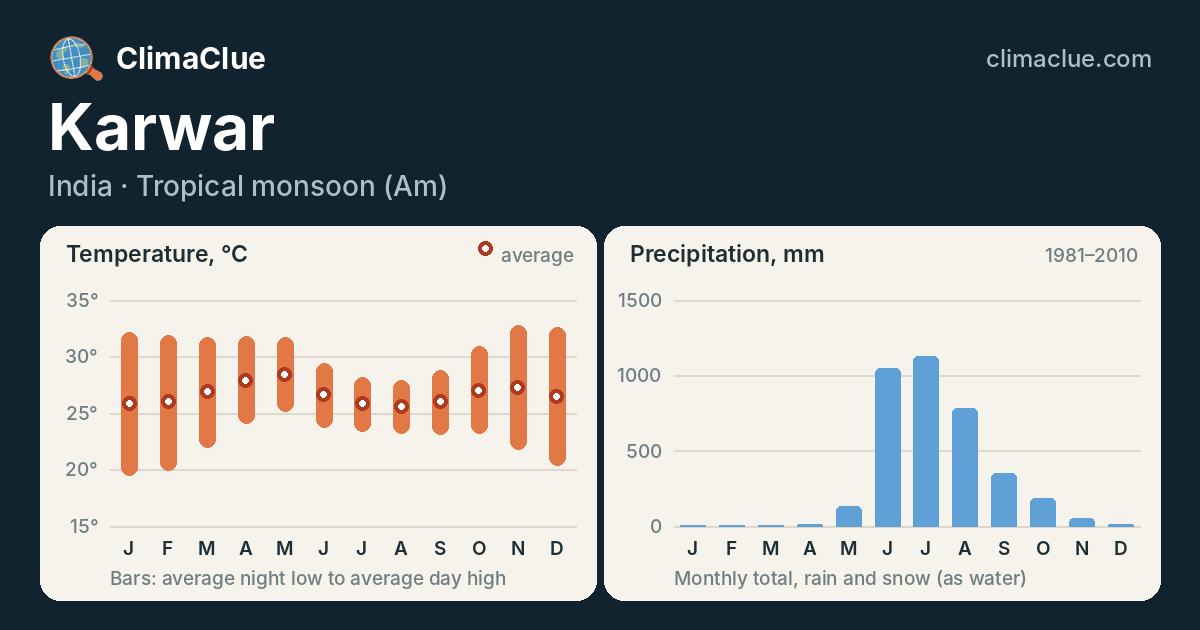 ClimaClue
climaclue.com
Karwar
India · Tropical monsoon (Am)
Temperature, °C
average
35°
30°
25°
20°
15°
J F M A M J J A S O N D
Bars: average night low to average day high
Precipitation, mm
1981–2010
1500
1000
500
0
J F M A M J J A S O N D
Monthly total, rain and snow (as water)